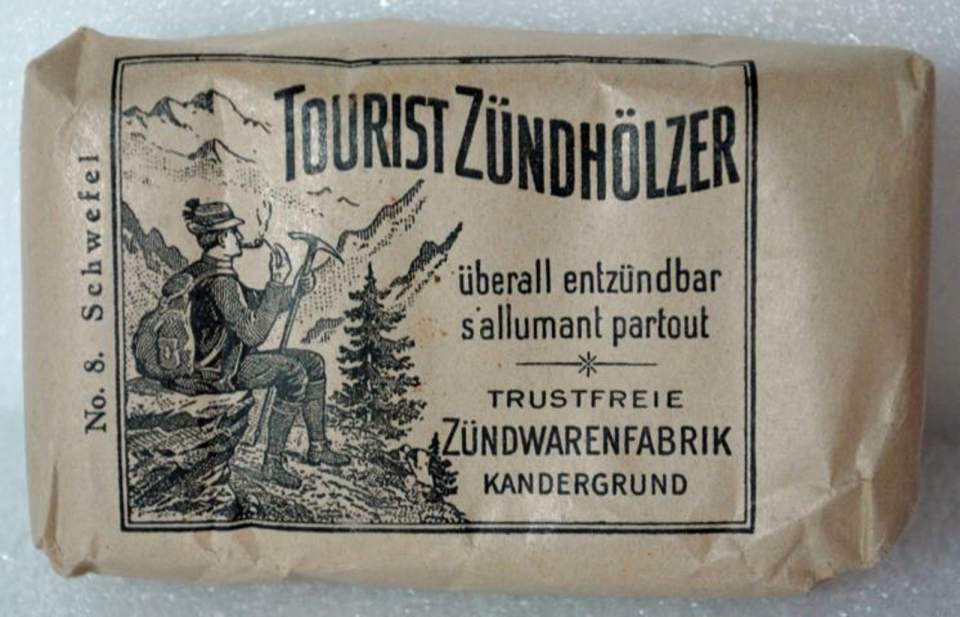 No. 8. Schwefel
TOURIST ZÜNDHÖLZER
überall entzündbar
s'allumant partout
TRUSTFREIE
ZÜNDWARENFABRIK
KANDERGRUND